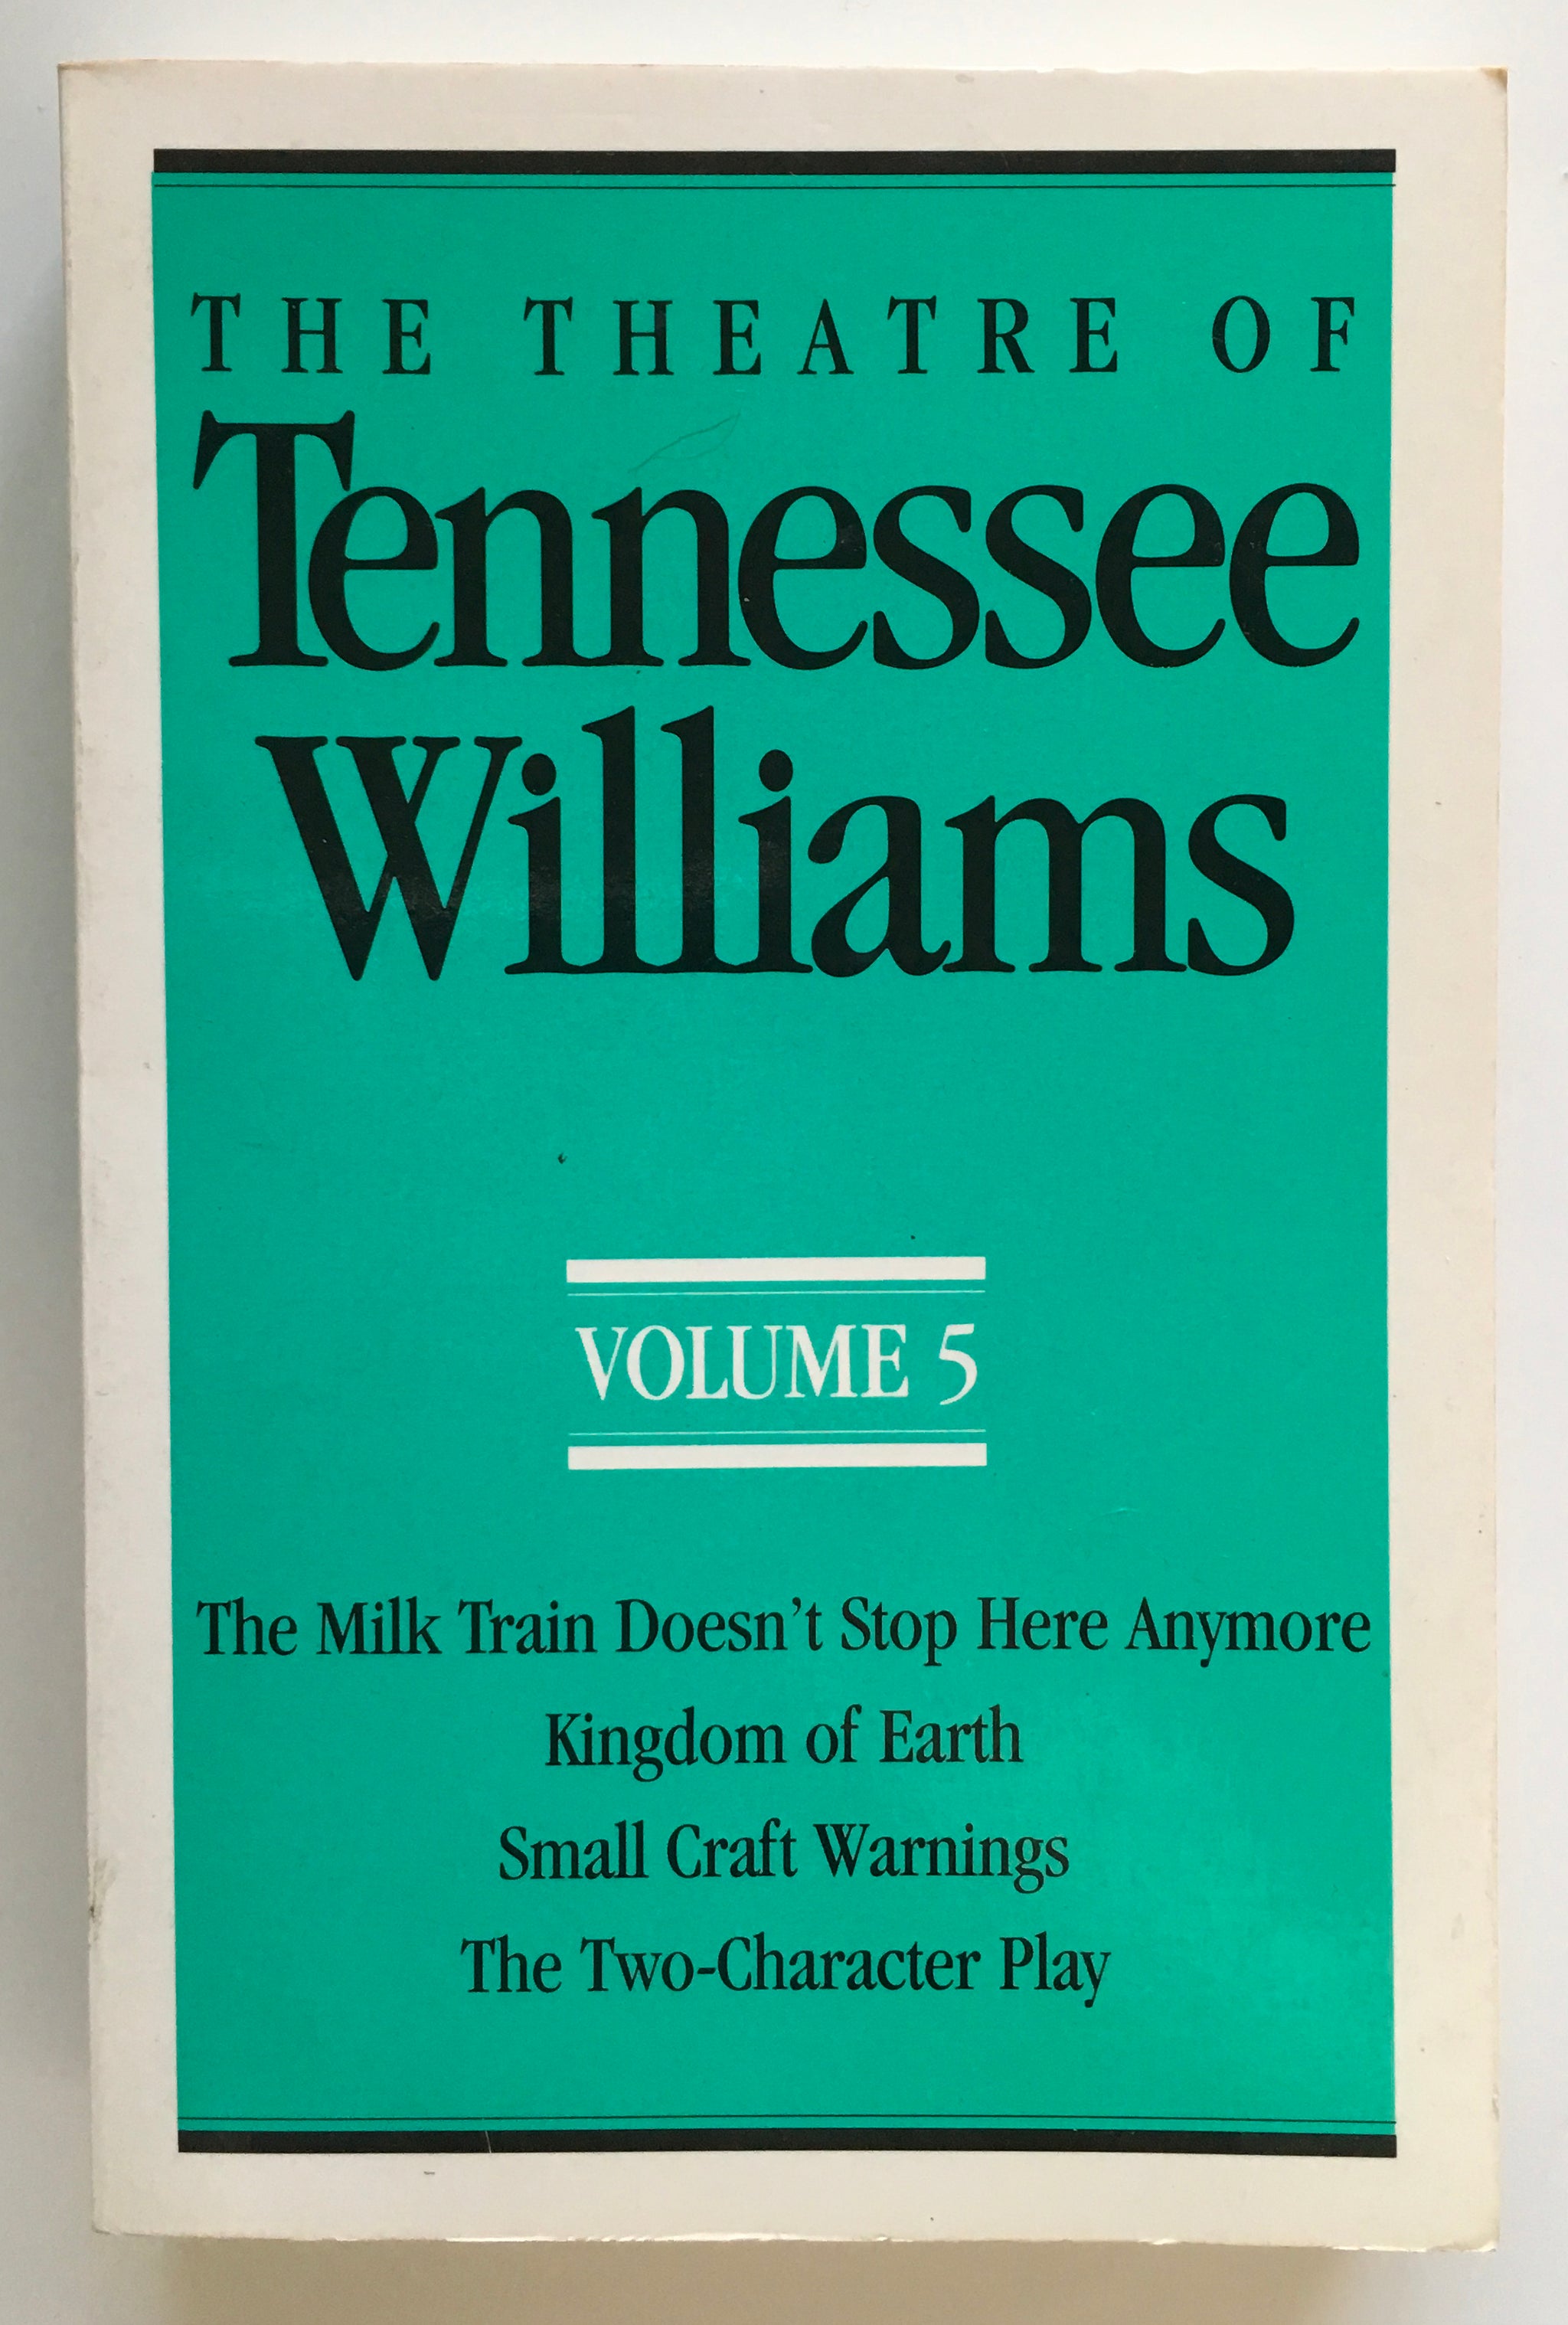 THE THEATRE OF
Tennessee
Williams
VOLUME 5
The Milk Train Doesn't Stop Here Anymore
Kingdom of Earth
Small Craft Warnings
The Two-Character Play